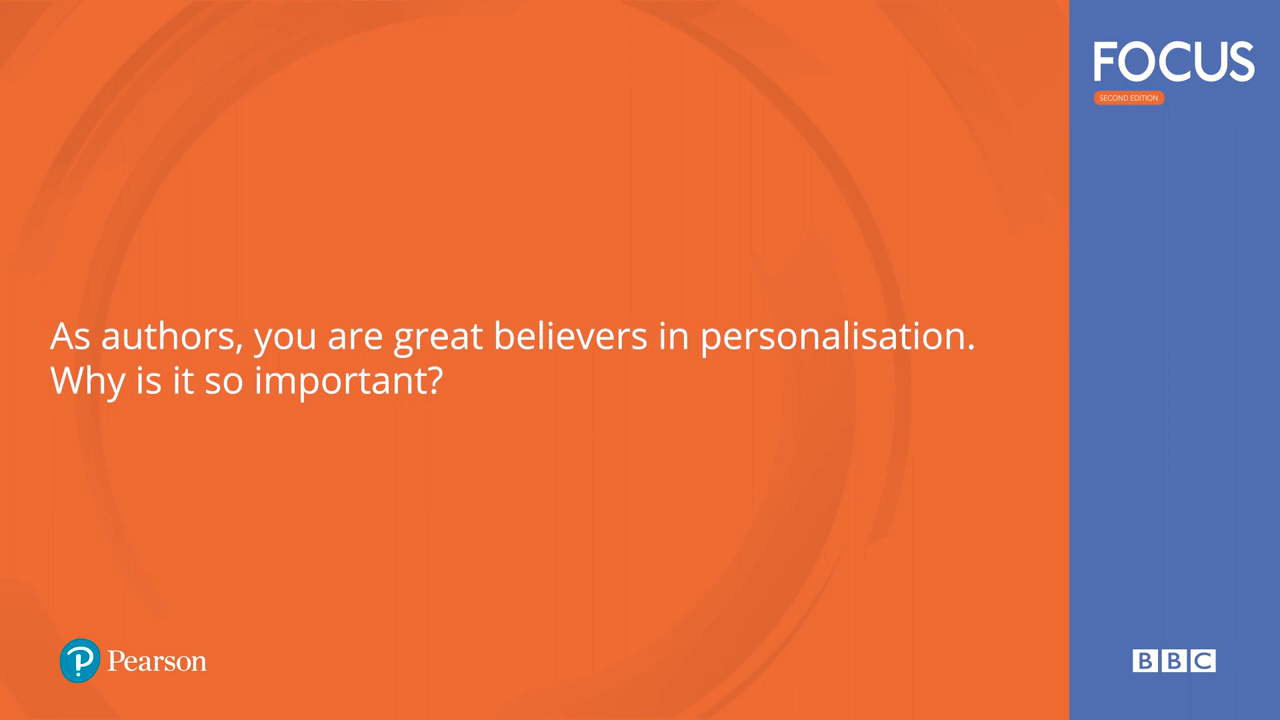 FOCUS
SECOND EDITION
As authors, you are great believers in personalisation.
Why is it so important?
Pearson
BBC